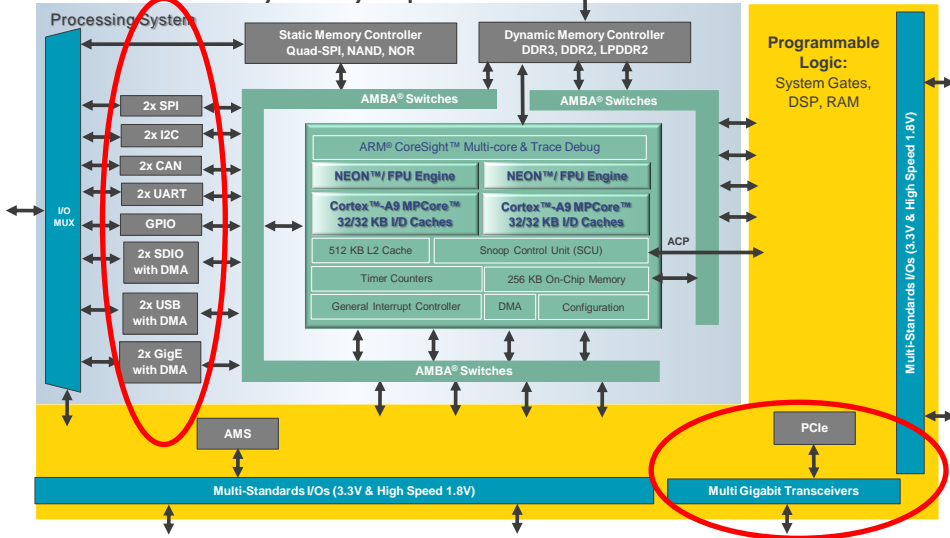 Processing System
Static Memory Controller
Quad-SPI, NAND, NOR
Dynamic Memory Controller
DDR3, DDR2, LPDDR2
Programmable
Logic:
System Gates,
DSP, RAM
AMBA® Switches
AMBA® Switches
2x SPI
2x I2C
2x CAN
2x UART
GPIO
2x SDIO
with DMA
2x USB
with DMA
2x GigE
with DMA
I/O
MUX
ARM® CoreSight™ Multi-core & Trace Debug
NEON™/ FPU Engine
NEON™/ FPU Engine
Cortex™-A9 MPCore™
32/32 KB I/D Caches
Cortex™-A9 MPCore™
32/32 KB I/D Caches
512 KB L2 Cache
Snoop Control Unit (SCU)
Timer Counters
256 KB On-Chip Memory
General Interrupt Controller
DMA
Configuration
ACP
AMBA® Switches
Multi-Standards I/Os (3.3V & High Speed 1.8V)
AMS
PCIe
Multi-Standards I/Os (3.3V & High Speed 1.8V)
Multi Gigabit Transceivers